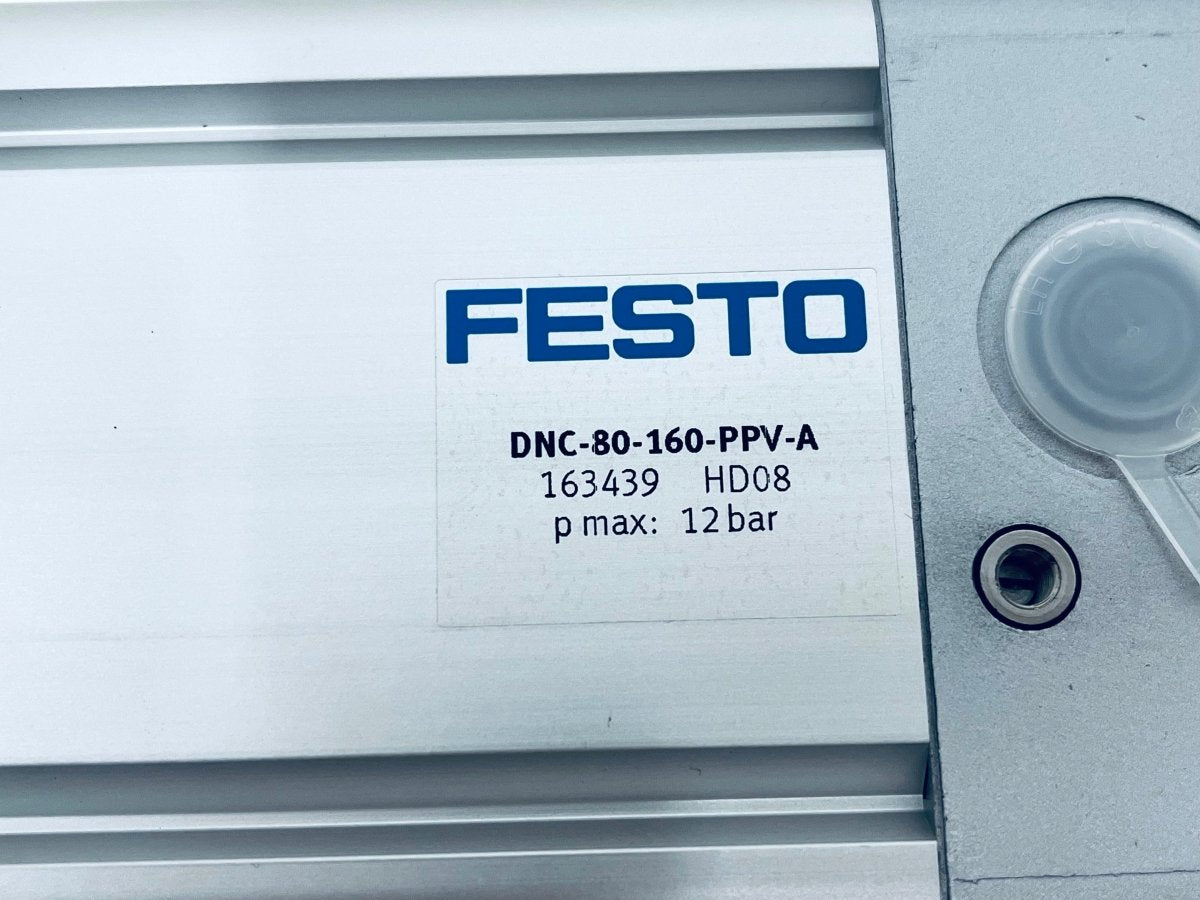 FESTO
DNC-80-160-PPV-A
163439 HD08
p max: 12 bar